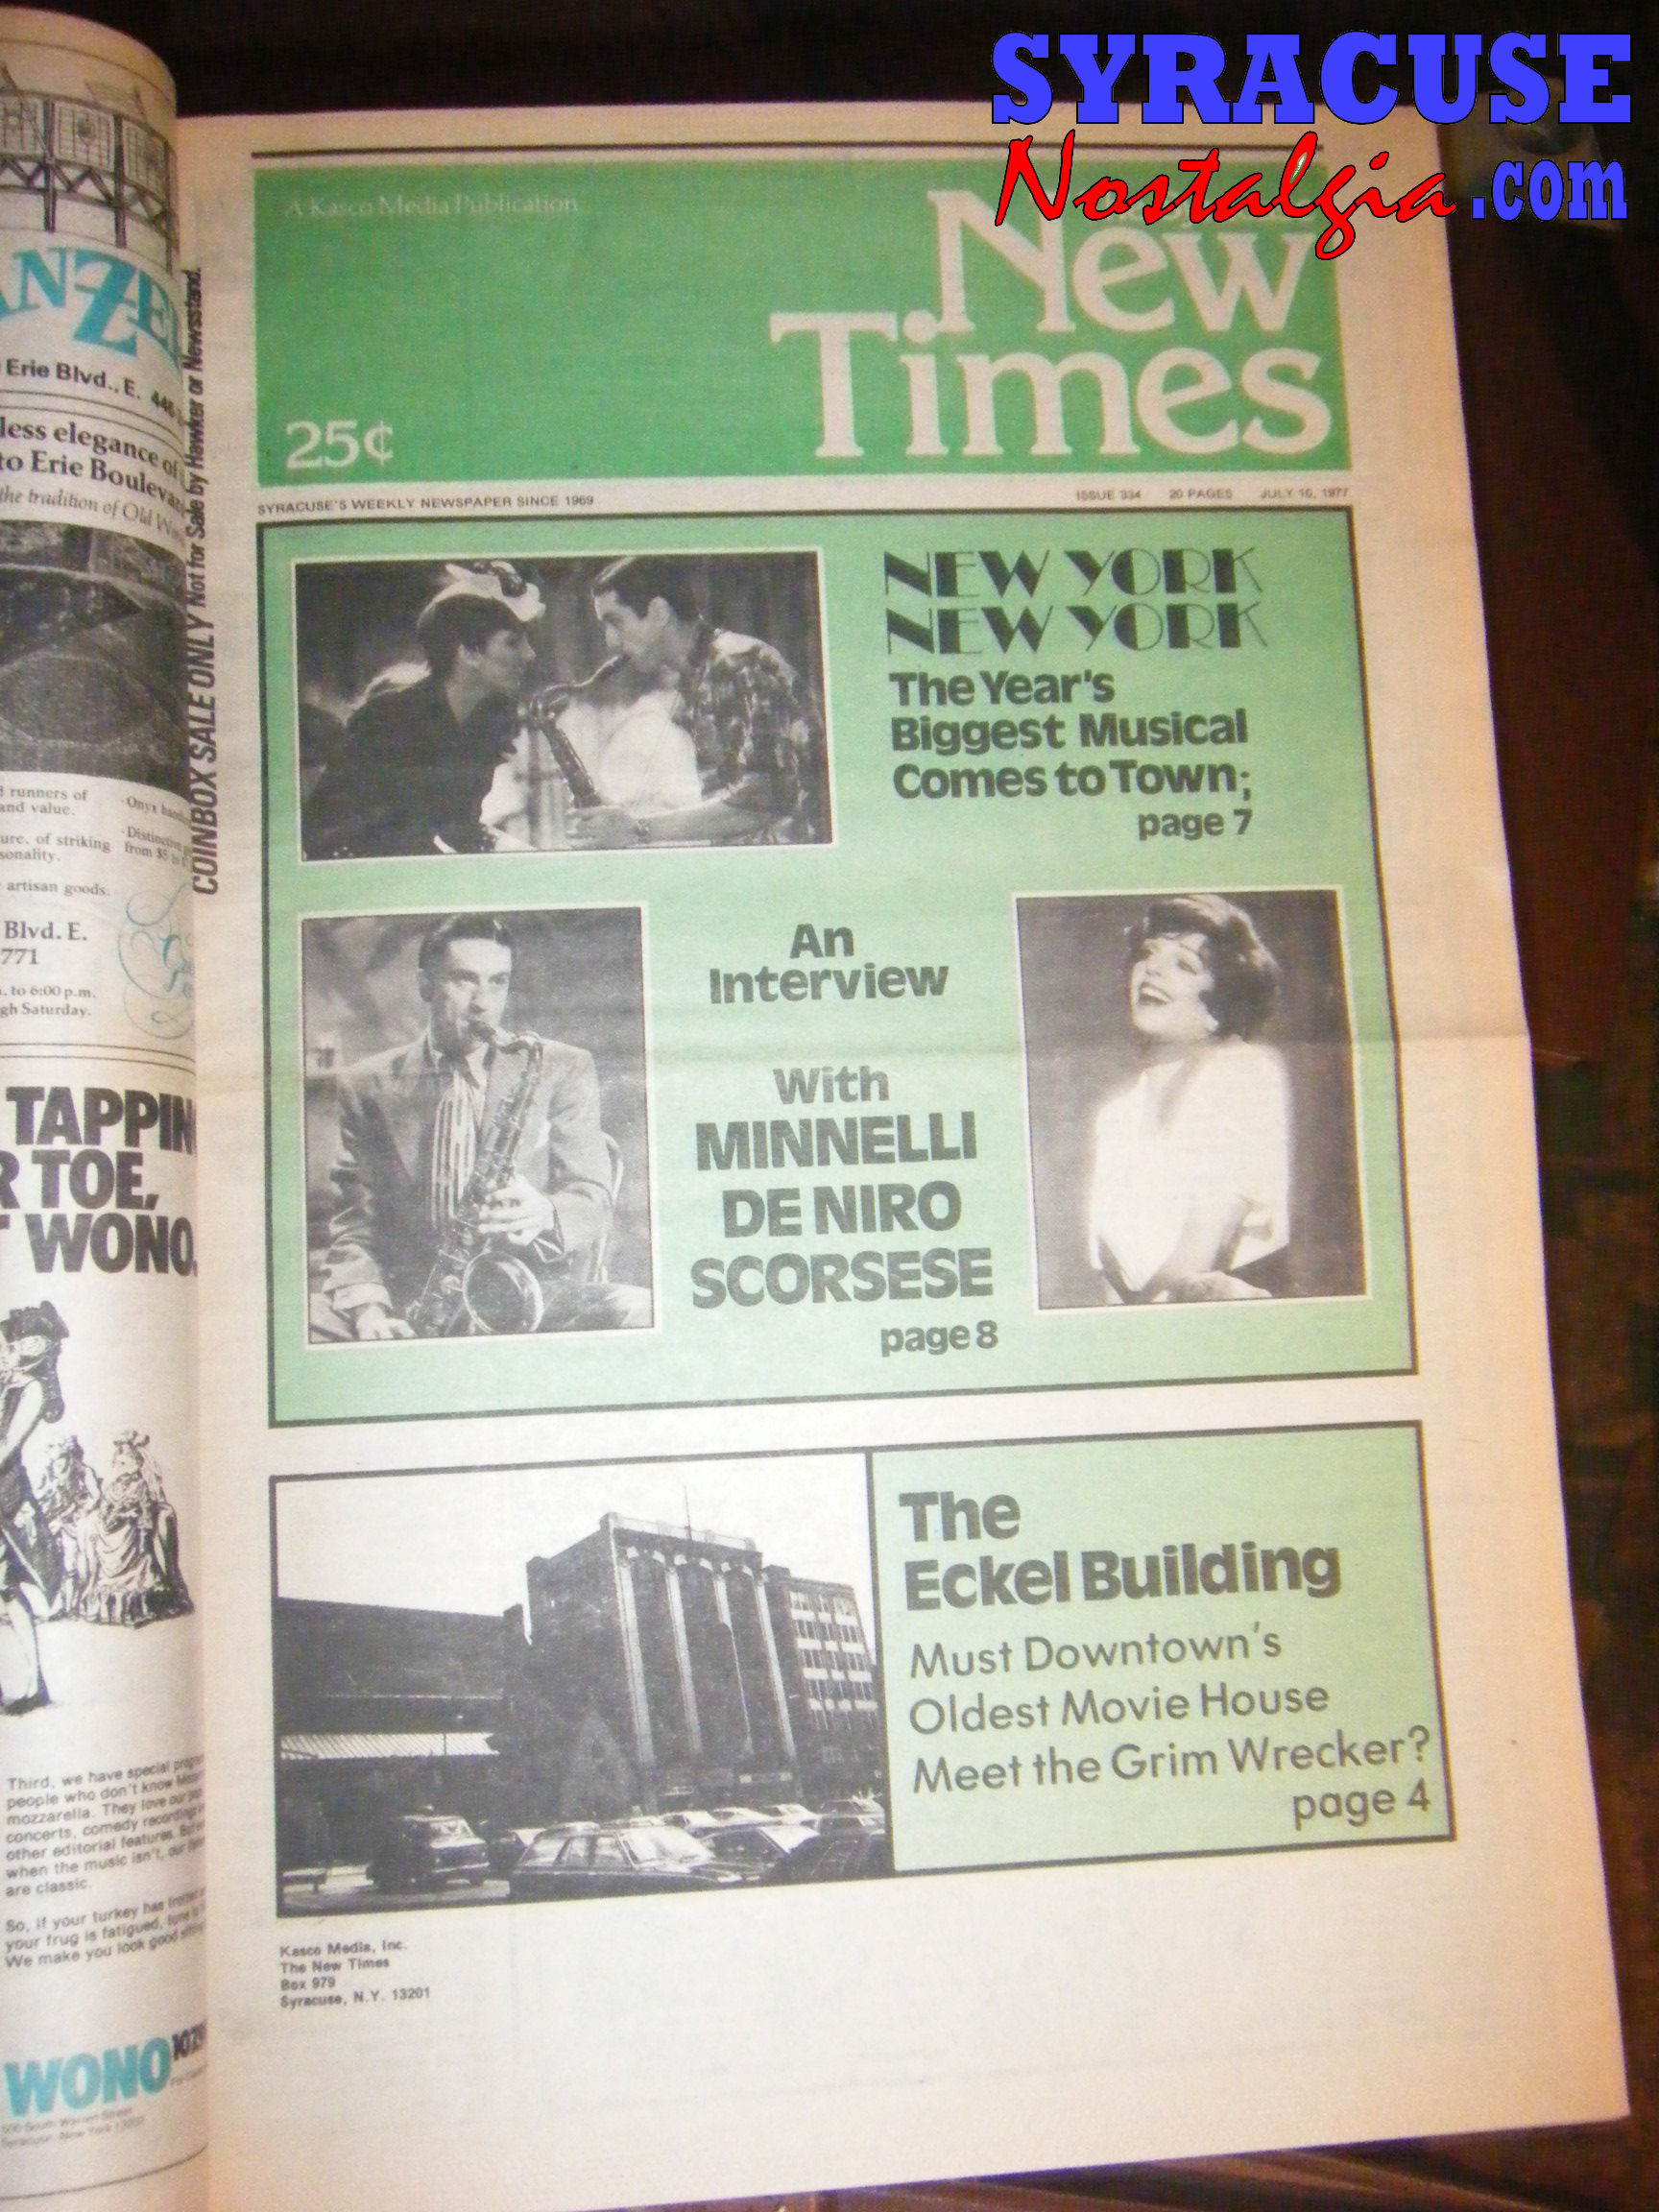 SYRACUSE
Nostalgia.com
A Kasco Media Publication
New
Times
25¢
SYRACUSE'S WEEKLY NEWSPAPER SINCE 1969
ISSUE 334 20 PAGES JULY 10, 1977
COINBOX SALE ONLY Not for Sale by Hawker or Newsstand.
NEW YORK
NEW YORK
The Year's
Biggest Musical
Comes to Town;
page 7
An
Interview
With
MINNELLI
DE NIRO
SCORSESE
page 8
The
Eckel Building
Must Downtown's
Oldest Movie House
Meet the Grim Wrecker?
page 4
Kasco Media, Inc.
The New Times
Box 979
Syracuse, N.Y. 13201
Erie Blvd., E.
elegance of
to Erie Boulevard
the tradition of Old
runners of
and value.
of striking
artisan goods.
Blvd. E.
771
to 6:00 p.m.
Saturday.
TOE,
WONO.
Third, we have special
people who don't know
mozzarella. They love our
concerts, comedy
other editorial features.
when the music isn't, our
are classic.
So, if your turkey has
your frug is fatigued,
We make you look good
WONO